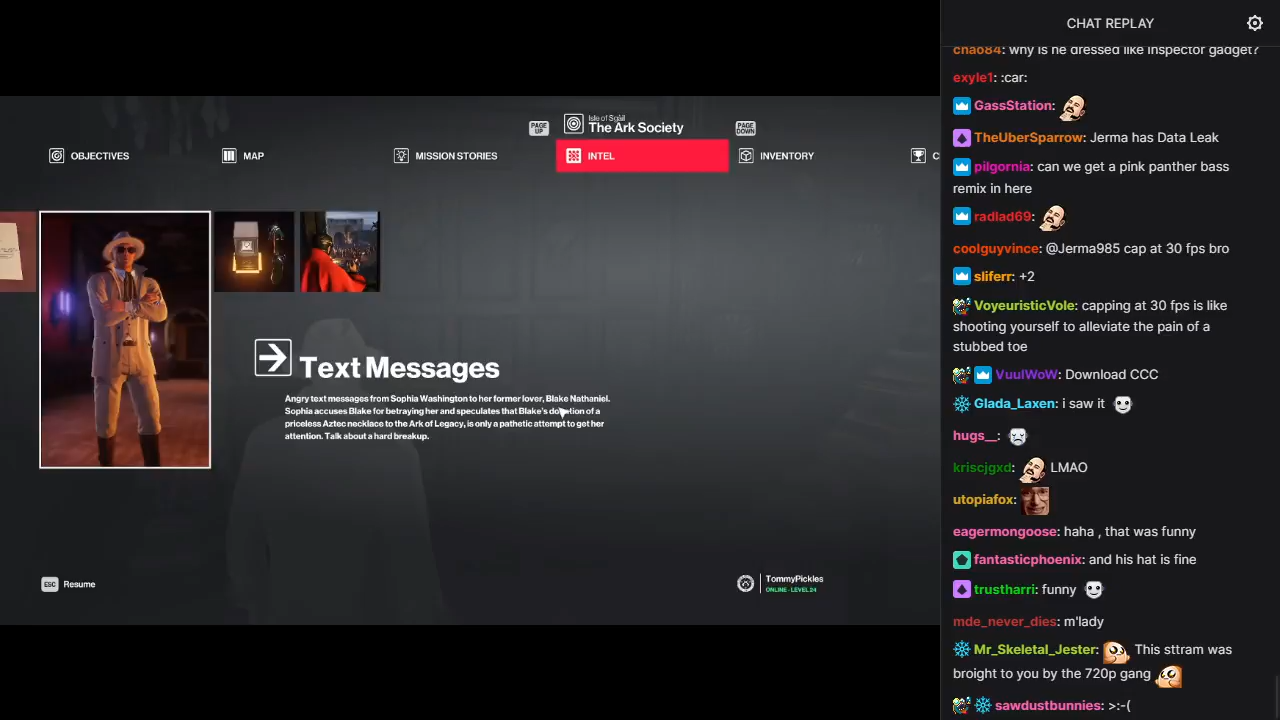 PAGE UP
Isle of Sgàil
The Ark Society
PAGE DOWN
OBJECTIVES
MAP
MISSION STORIES
INTEL
INVENTORY
C
Text Messages
Angry text messages from Sophia Washington to her former lover, Blake Nathaniel.
Sophia accuses Blake for betraying her and speculates that Blake's donation of a
priceless Aztec necklace to the Ark of Legacy, is only a pathetic attempt to get her
attention. Talk about a hard breakup.
ESC Resume
TommyPickles
ONLINE - LEVEL 24
CHAT REPLAY
chao84: why is he dressed like inspector gadget?
exyle1: :car:
GassStation:
TheUberSparrow: Jerma has Data Leak
pilgornia: can we get a pink panther bass
remix in here
radlad69:
coolguyvince: @Jerma985 cap at 30 fps bro
sliferr: +2
VoyeuristicVole: capping at 30 fps is like
shooting yourself to alleviate the pain of a
stubbed toe
VuulWoW: Download CCC
Glada_Laxen: i saw it
hugs__:
kriscjgxd: LMAO
utopiafox:
eagermongoose: haha , that was funny
fantasticphoenix: and his hat is fine
trustharri: funny
mde_never_dies: m'lady
Mr_Skeletal_Jester: This sttram was
broight to you by the 720p gang
sawdustbunnies: >:-(